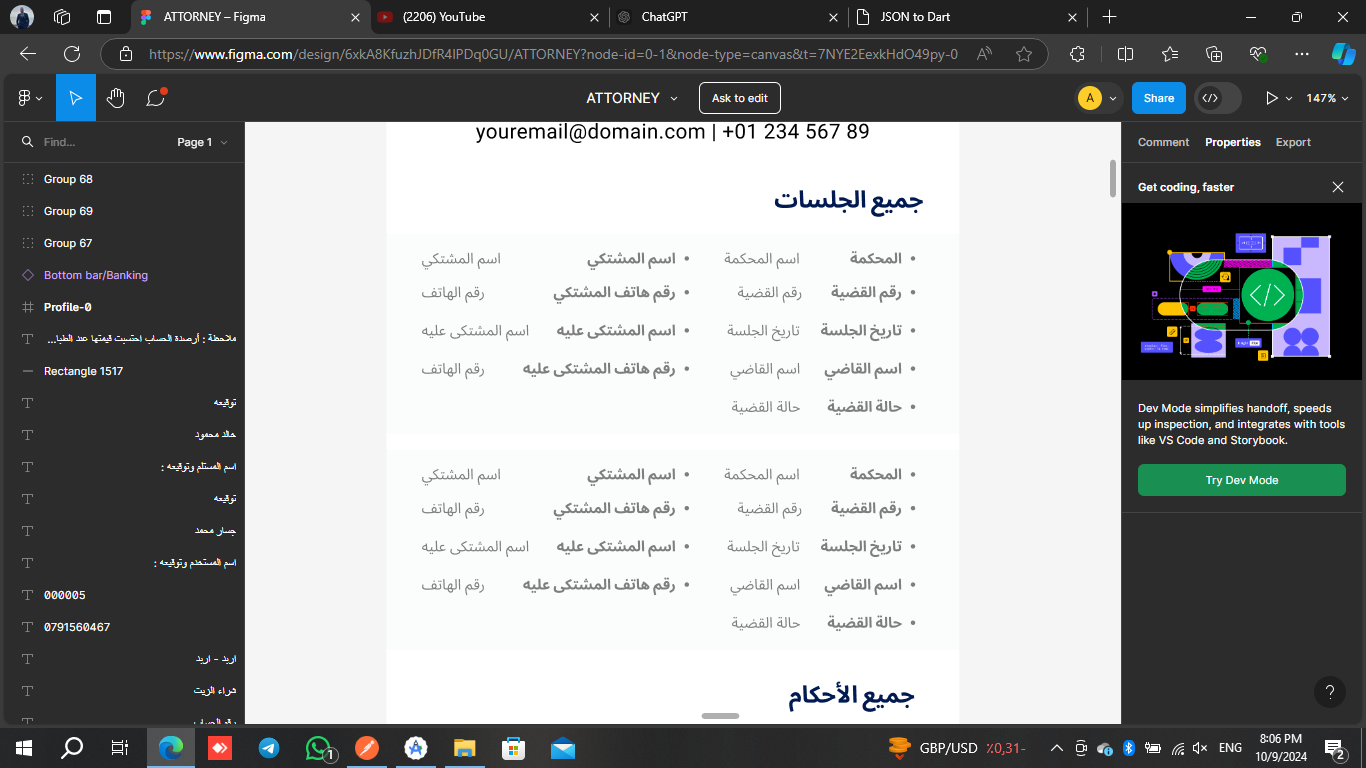 ATTORNEY – Figma
(2206) YouTube
ChatGPT
JSON to Dart
https://www.figma.com/design/6xkA8KfuzhJDfR4lPDq0GU/ATTORNEY?node-id=0-1&node-type=canvas&t=7NYE2EexkHdO49py-0
ATTORNEY
Ask to edit
A
Share
147%
Find...
Page 1
Group 68
Group 69
Group 67
Bottom bar/Banking
Profile-0
ملاحظة : أرصدة الحساب احتسبت قيمتها عند الطبا...
Rectangle 1517
توقيعه
خالد محمود
اسم المستلم وتوقيعه :
توقيعه
جسار محمد
اسم المستخدم وتوقيعه :
000005
0791560467
اربد - اربد
شراء الزيت
رقم الحساب
youremail@domain.com | +01 234 567 89
جميع الجلسات
• المحكمة اسم المحكمة • اسم المشتكي اسم المشتكي
• رقم القضية رقم القضية • رقم هاتف المشتكي رقم الهاتف
• تاريخ الجلسة تاريخ الجلسة • اسم المشتكى عليه اسم المشتكى عليه
• اسم القاضي اسم القاضي • رقم هاتف المشتكى عليه رقم الهاتف
• حالة القضية حالة القضية
• المحكمة اسم المحكمة • اسم المشتكي اسم المشتكي
• رقم القضية رقم القضية • رقم هاتف المشتكي رقم الهاتف
• تاريخ الجلسة تاريخ الجلسة • اسم المشتكى عليه اسم المشتكى عليه
• اسم القاضي اسم القاضي • رقم هاتف المشتكى عليه رقم الهاتف
• حالة القضية حالة القضية
جميع الأحكام
Comment Properties Export
Get coding, faster
Dev Mode simplifies handoff, speeds
up inspection, and integrates with tools
like VS Code and Storybook.
Try Dev Mode
?
1
GBP/USD ٪0,31-
ENG
8:06 PM
10/9/2024
2